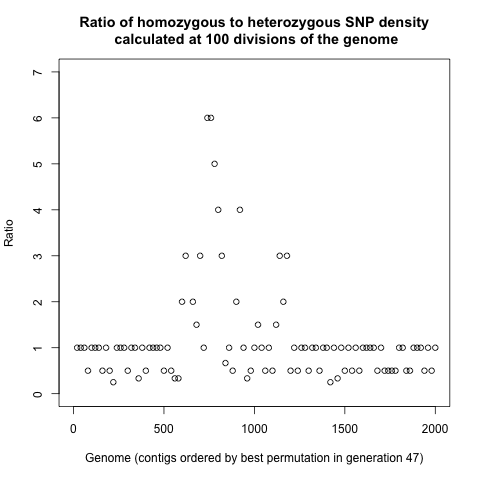 Ratio of homozygous to heterozygous SNP density
calculated at 100 divisions of the genome
Ratio
7
6
5
4
3
2
1
0
0 500 1000 1500 2000
Genome (contigs ordered by best permutation in generation 47)